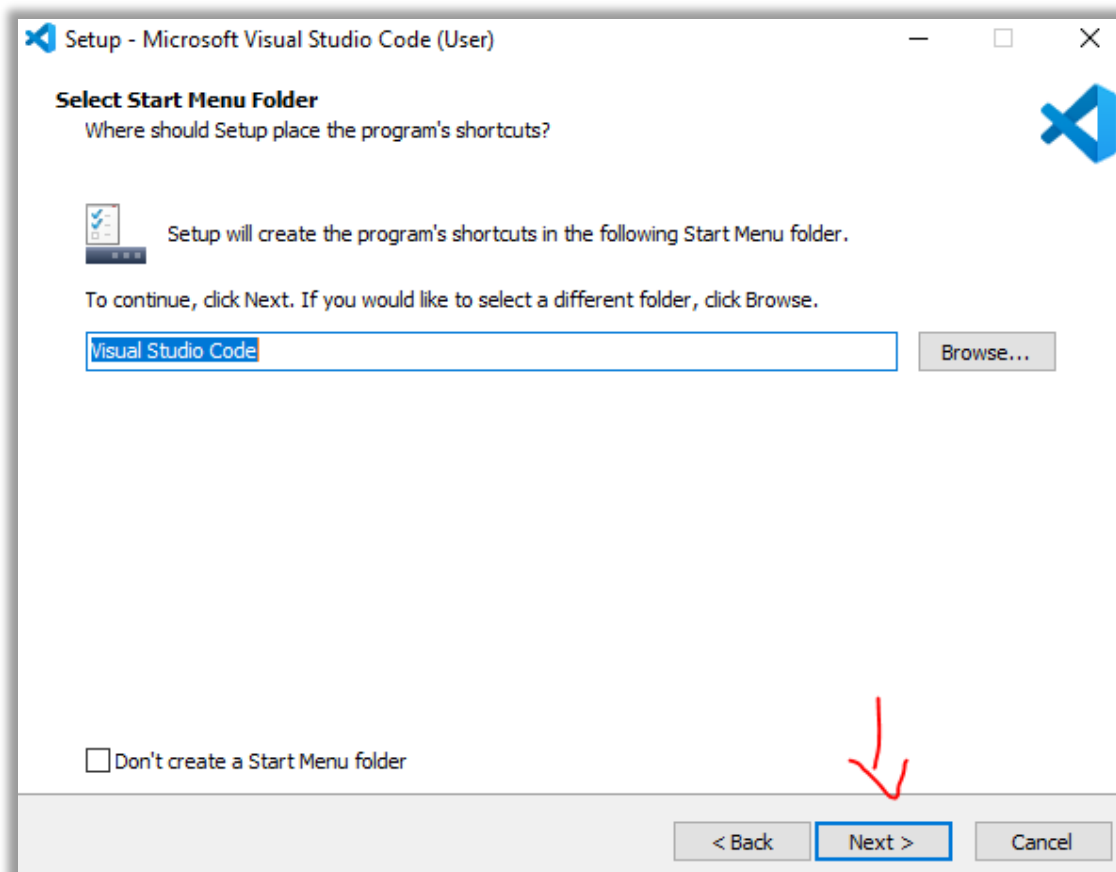 Setup - Microsoft Visual Studio Code (User)
Select Start Menu Folder
Where should Setup place the program's shortcuts?
Setup will create the program's shortcuts in the following Start Menu folder.
To continue, click Next. If you would like to select a different folder, click Browse.
Visual Studio Code
Browse...
Don't create a Start Menu folder
< Back
Next >
Cancel